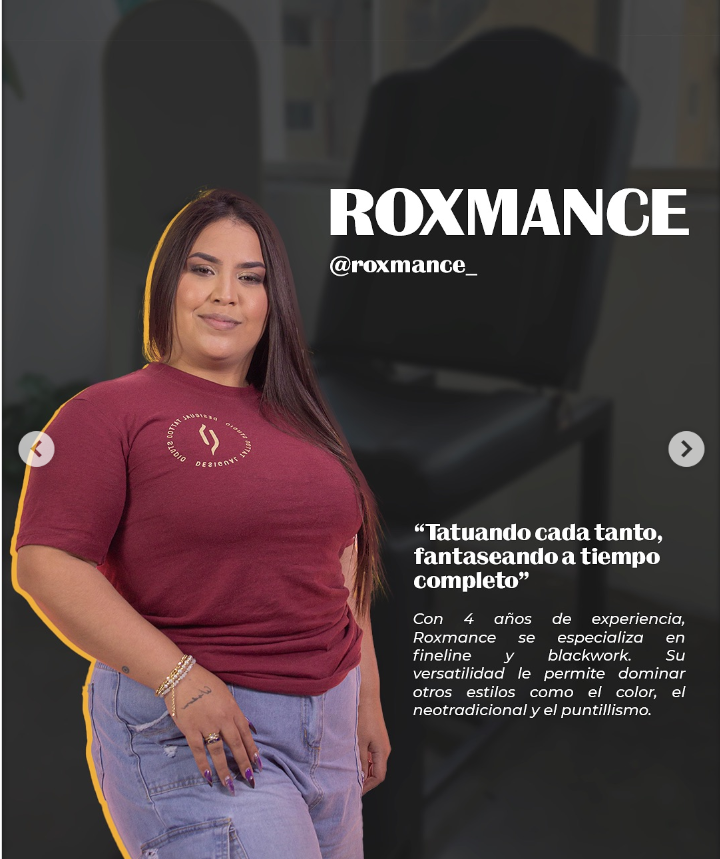 ROXMANCE
@roxmance_
“Tatuando cada tanto,
fantaseando a tiempo
completo”
Con 4 años de experiencia,
Roxmance se especializa en
fineline y blackwork. Su
versatilidad le permite dominar
otros estilos como el color, el
neotradicional y el puntillismo.